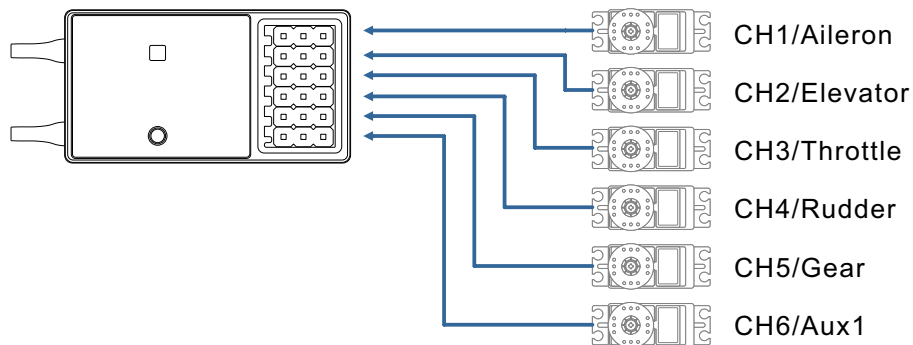 CH1/Aileron
CH2/Elevator
CH3/Throttle
CH4/Rudder
CH5/Gear
CH6/Aux1